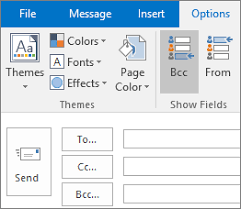 File Message Insert Options
Aa
Themes
Colors
Fonts
Effects
Page
Color
Bcc
From
Themes
Show Fields
Send
To...
Cc...
Bcc...